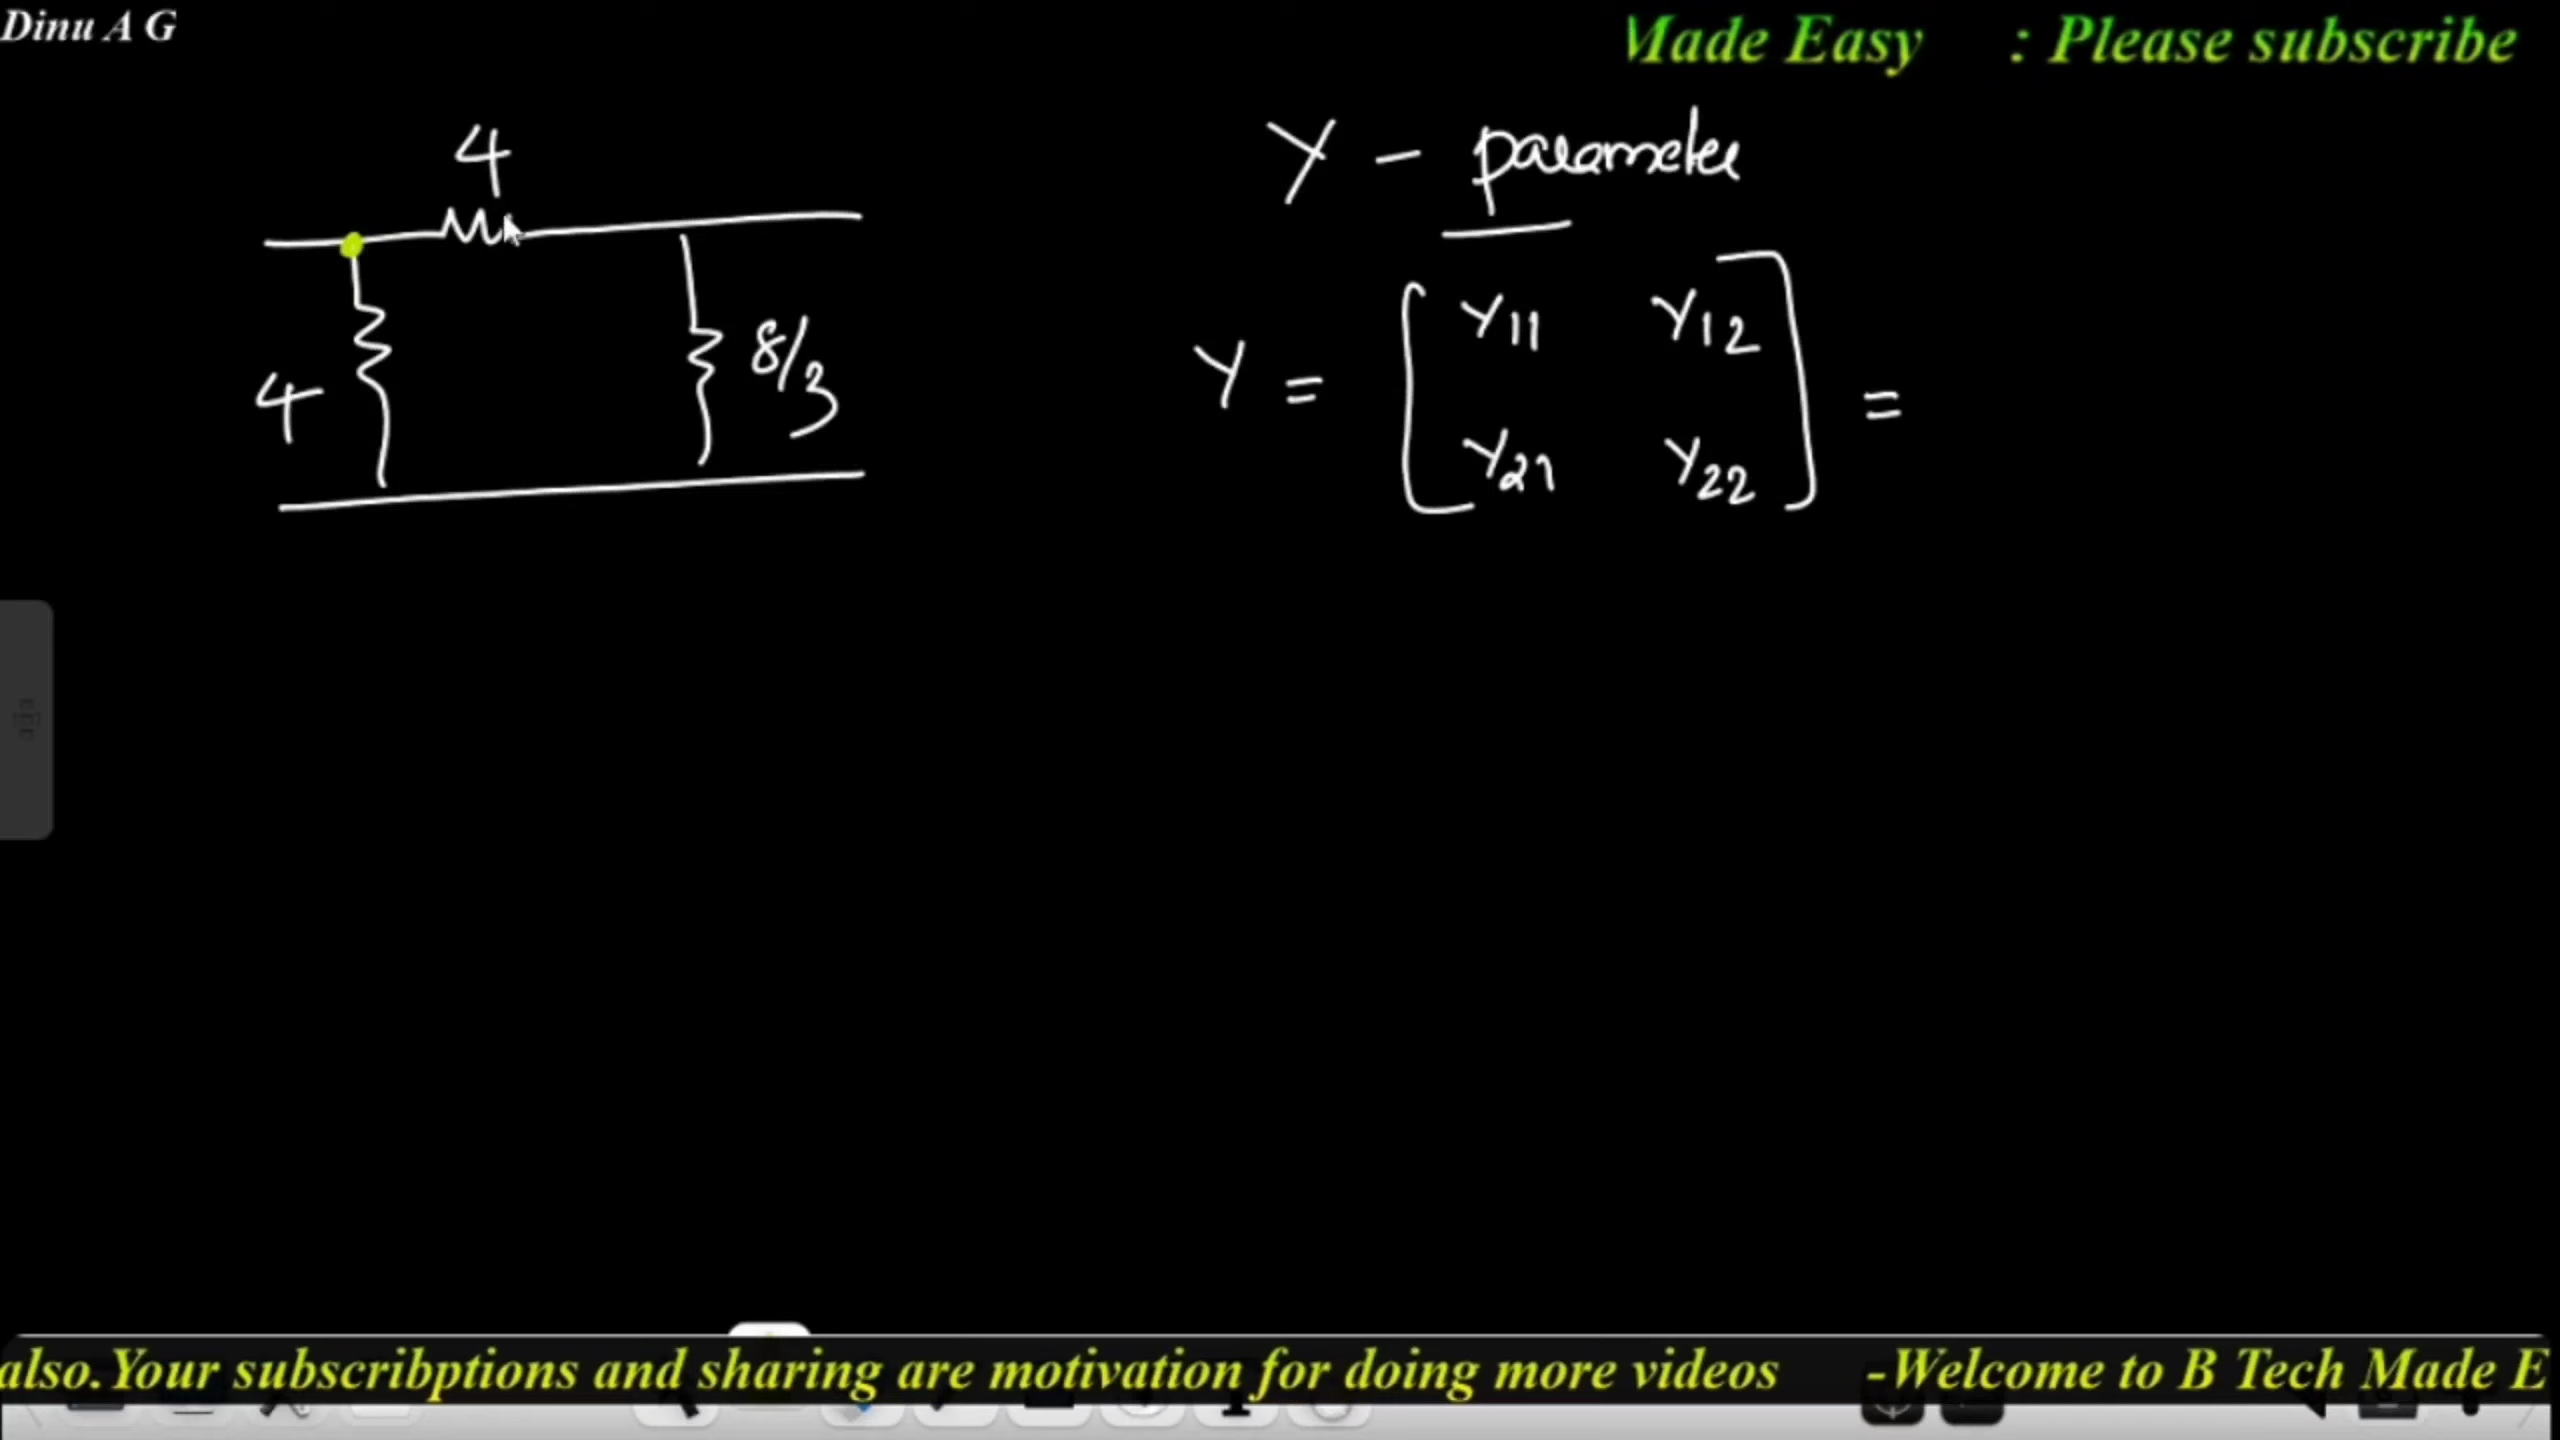 Dinu A G
Made Easy : Please subscribe
4
4
8/3
Y - parameter
Y = [ Y11 Y12
Y21 Y22 ] =
also.Your subscribptions and sharing are motivation for doing more videos -Welcome to B Tech Made E